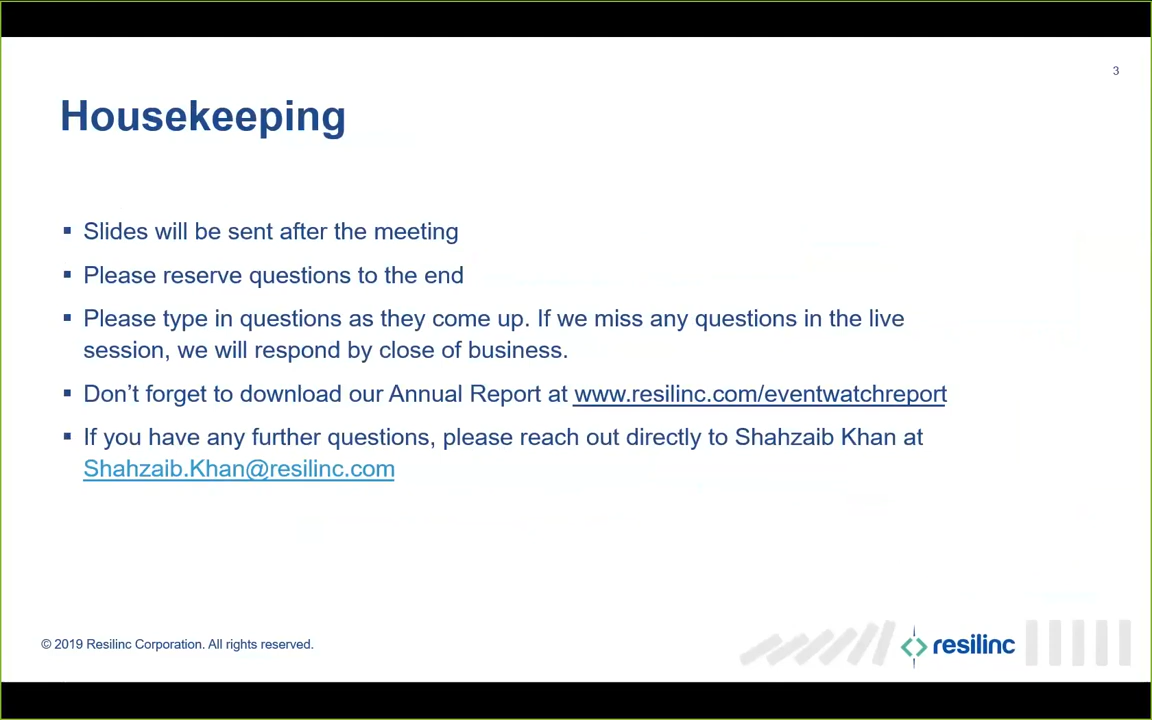 3
Housekeeping
▪ Slides will be sent after the meeting
▪ Please reserve questions to the end
▪ Please type in questions as they come up. If we miss any questions in the live
session, we will respond by close of business.
▪ Don’t forget to download our Annual Report at www.resilinc.com/eventwatchreport
▪ If you have any further questions, please reach out directly to Shahzaib Khan at
Shahzaib.Khan@resilinc.com
© 2019 Resilinc Corporation. All rights reserved.
resilinc